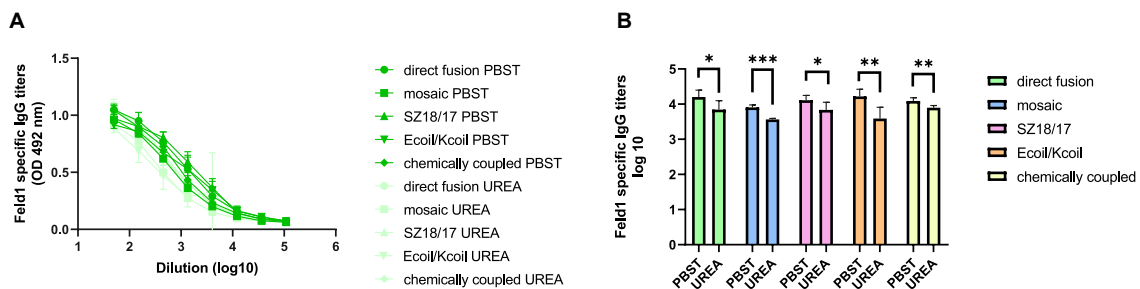 A
Feld1 specific IgG titers
(OD 492 nm)
1.5
1.0
0.5
0.0
1
2
3
4
5
6
Dilution (log10)
direct fusion PBST
mosaic PBST
SZ18/17 PBST
Ecoil/Kcoil PBST
chemically coupled PBST
direct fusion UREA
mosaic UREA
SZ18/17 UREA
Ecoil/Kcoil UREA
chemically coupled UREA
B
Feld1 specific IgG titers
log 10
5
4
3
2
1
0
*
***
*
**
**
PBST
UREA
PBST
UREA
PBST
UREA
PBST
UREA
PBST
UREA
direct fusion
mosaic
SZ18/17
Ecoil/Kcoil
chemically coupled